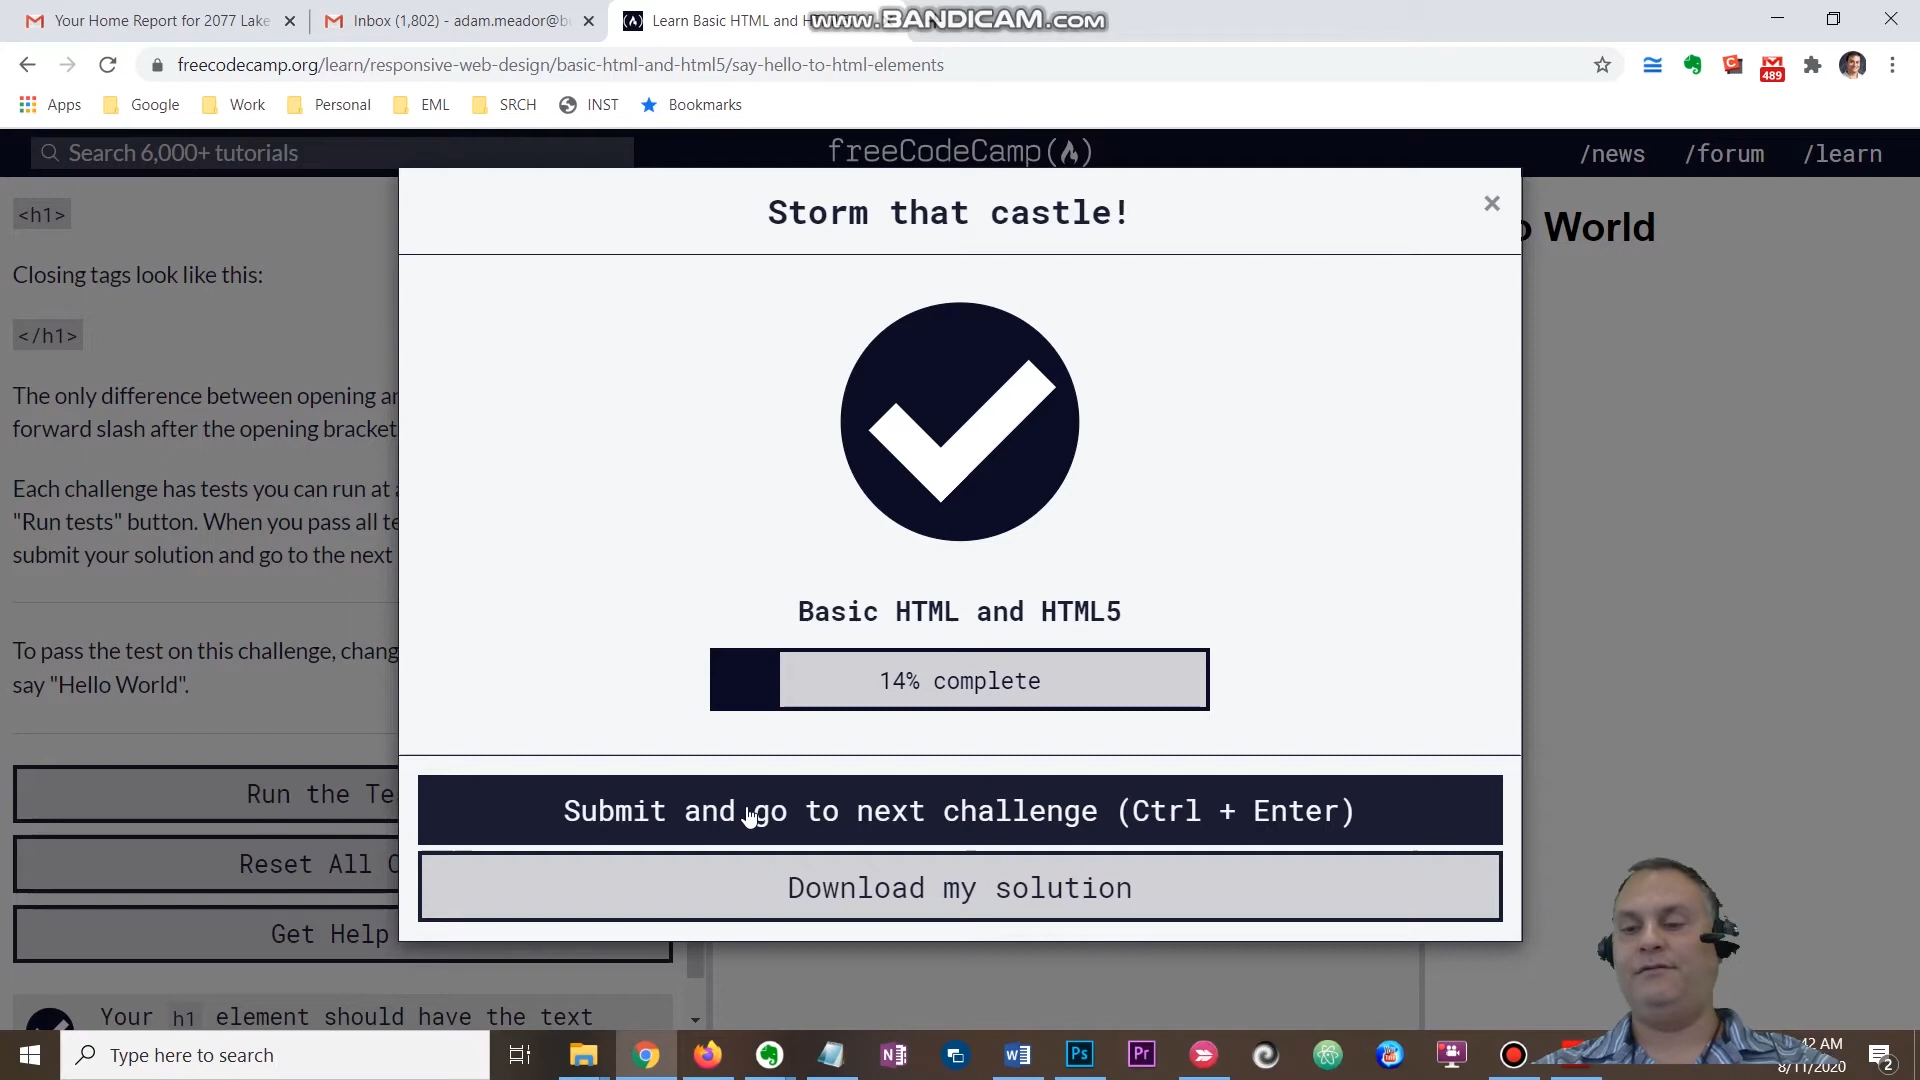 Your Home Report for 2077 Lake
Inbox (1,802) - adam.meador@b
Learn Basic HTML and H
www.BANDICAM.com
freecodecamp.org/learn/responsive-web-design/basic-html-and-html5/say-hello-to-html-elements
489
Apps
Google
Work
Personal
EML
SRCH
INST
Bookmarks
Search 6,000+ tutorials
freeCodeCamp
/news
/forum
/learn
<h1>
Closing tags look like this:
</h1>
The only difference between opening an
forward slash after the opening bracket
Each challenge has tests you can run at a
"Run tests" button. When you pass all te
submit your solution and go to the next
To pass the test on this challenge, chang
say "Hello World".
Run the Te
Reset All C
Get Help
Your h1 element should have the text
Storm that castle!
×
Basic HTML and HTML5
14% complete
Submit and go to next challenge (Ctrl + Enter)
Download my solution
o World
Type here to search
42 AM
8/11/2020
2